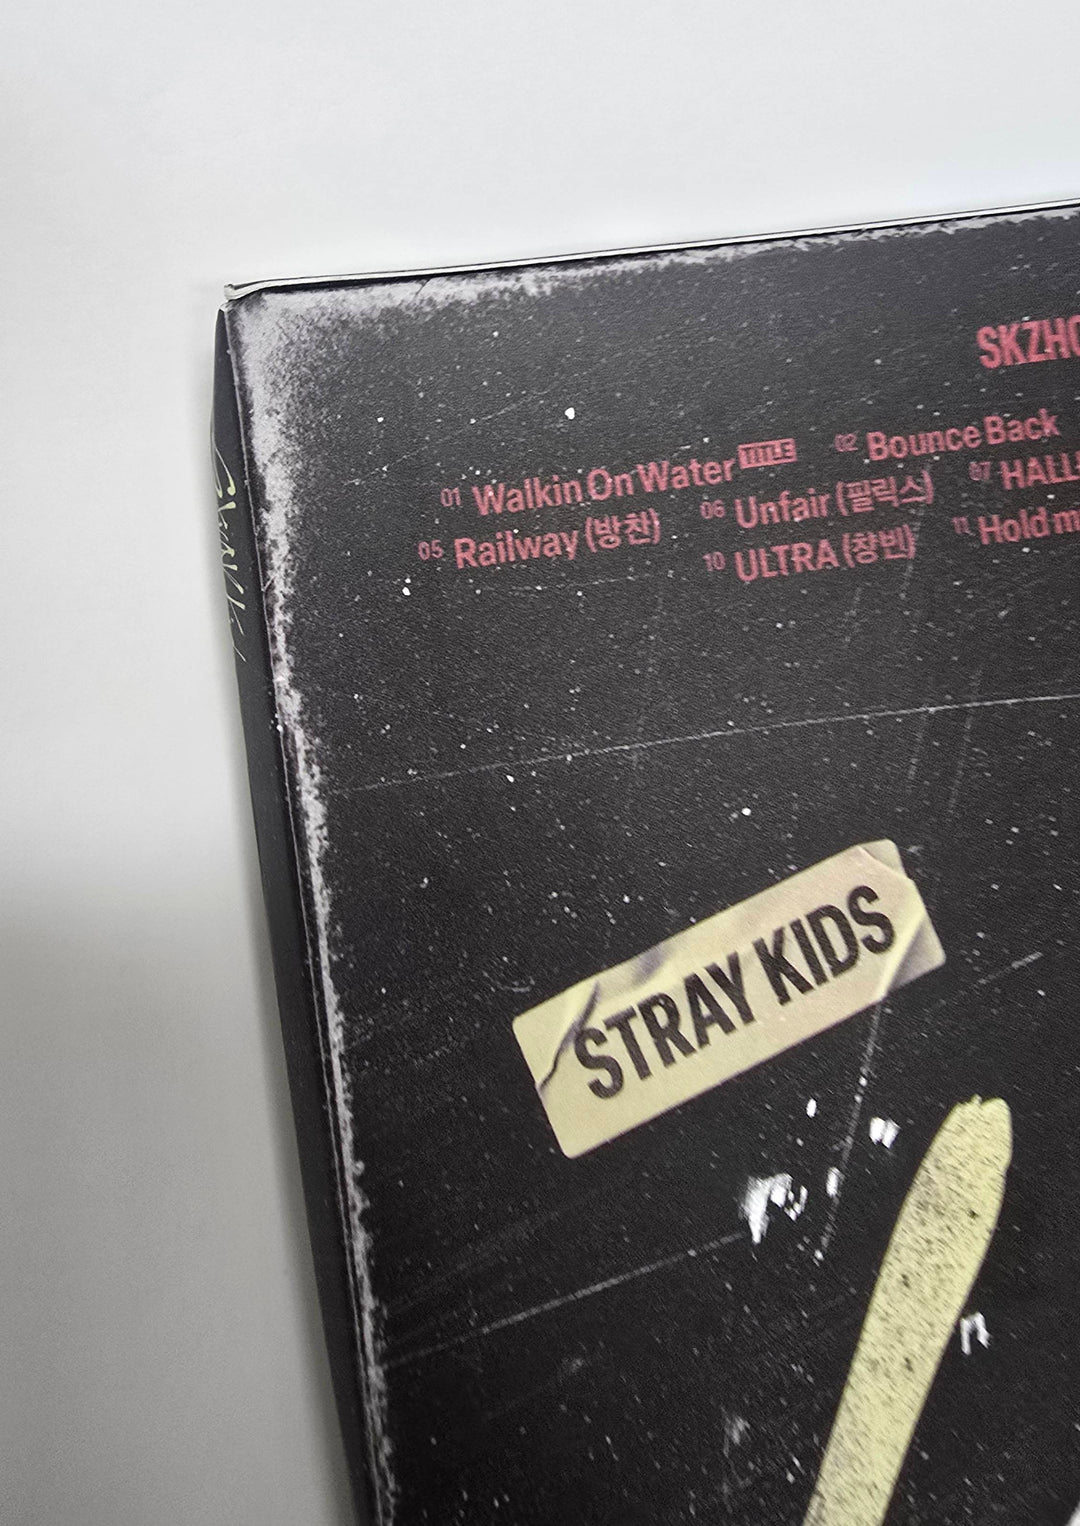 SKZHO
01 Walkin On Water TITLE 02 Bounce Back
05 Railway (방찬) 06 Unfair (필릭스) 07 HALL
10 ULTRA (창빈) 11 Hold m
STRAY KIDS